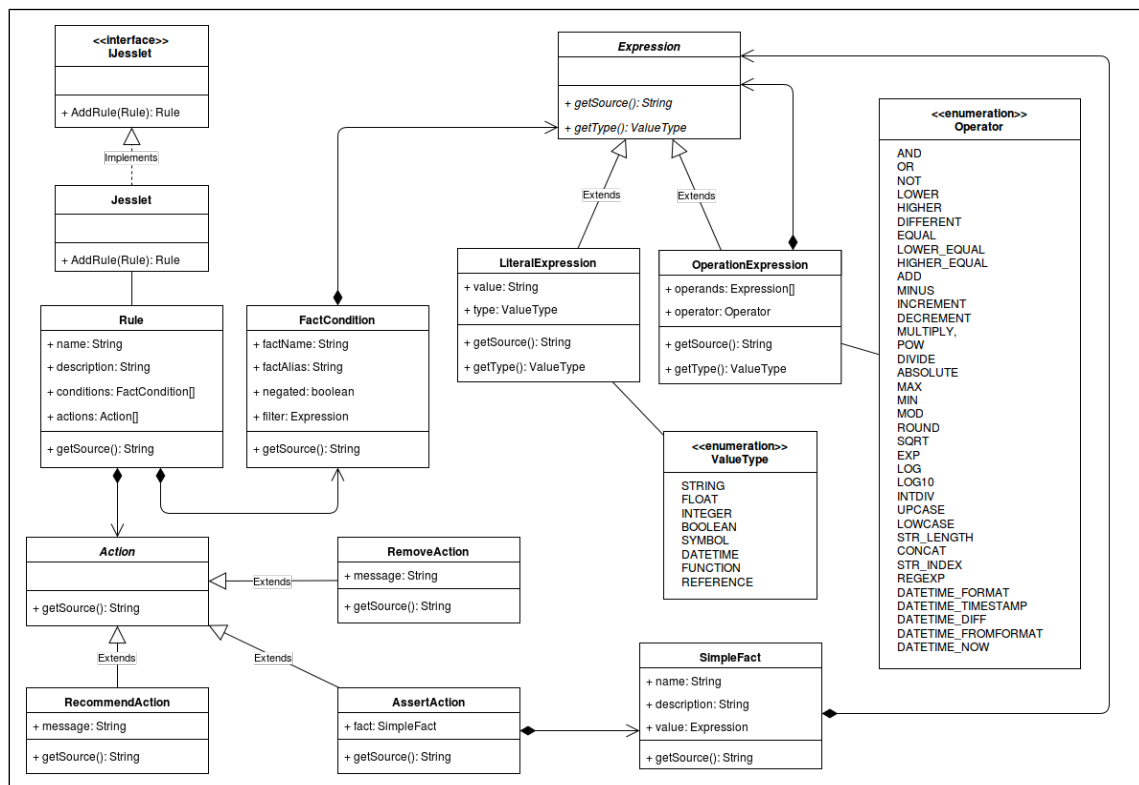 <<interface>>
IJesslet
+ AddRule(Rule): Rule
Implements
Jesslet
+ AddRule(Rule): Rule
Rule
+ name: String
+ description: String
+ conditions: FactCondition[]
+ actions: Action[]
+ getSource(): String
FactCondition
+ factName: String
+ factAlias: String
+ negated: boolean
+ filter: Expression
+ getSource(): String
Expression
+ getSource(): String
+ getType(): ValueType
Extends
Extends
LiteralExpression
+ value: String
+ type: ValueType
+ getSource(): String
+ getType(): ValueType
OperationExpression
+ operands: Expression[]
+ operator: Operator
+ getSource(): String
+ getType(): ValueType
<<enumeration>>
Operator
AND
OR
NOT
LOWER
HIGHER
DIFFERENT
EQUAL
LOWER_EQUAL
HIGHER_EQUAL
ADD
MINUS
INCREMENT
DECREMENT
MULTIPLY,
POW
DIVIDE
ABSOLUTE
MAX
MIN
MOD
ROUND
SQRT
EXP
LOG
LOG10
INTDIV
UPCASE
LOWCASE
STR_LENGTH
CONCAT
STR_INDEX
REGEXP
DATETIME_FORMAT
DATETIME_TIMESTAMP
DATETIME_DIFF
DATETIME_FROMFORMAT
DATETIME_NOW
<<enumeration>>
ValueType
STRING
FLOAT
INTEGER
BOOLEAN
SYMBOL
DATETIME
FUNCTION
REFERENCE
Action
+ getSource(): String
Extends
RemoveAction
+ message: String
+ getSource(): String
Extends
Extends
RecommendAction
+ message: String
+ getSource(): String
AssertAction
+ fact: SimpleFact
+ getSource(): String
SimpleFact
+ name: String
+ description: String
+ value: Expression
+ getSource(): String